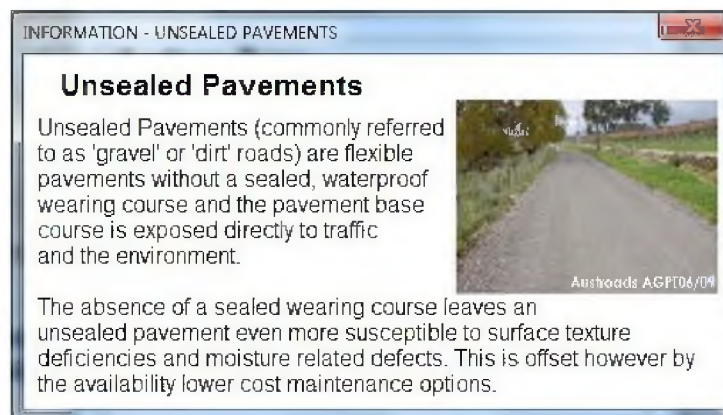 INFORMATION - UNSEALED PAVEMENTS
Unsealed Pavements
Unsealed Pavements (commonly referred
to as 'gravel' or 'dirt' roads) are flexible
pavements without a sealed, waterproof
wearing course and the pavement base
course is exposed directly to traffic
and the environment.
Austroads AGPT06/09
The absence of a sealed wearing course leaves an
unsealed pavement even more susceptible to surface texture
deficiencies and moisture related defects. This is offset however by
the availability lower cost maintenance options.